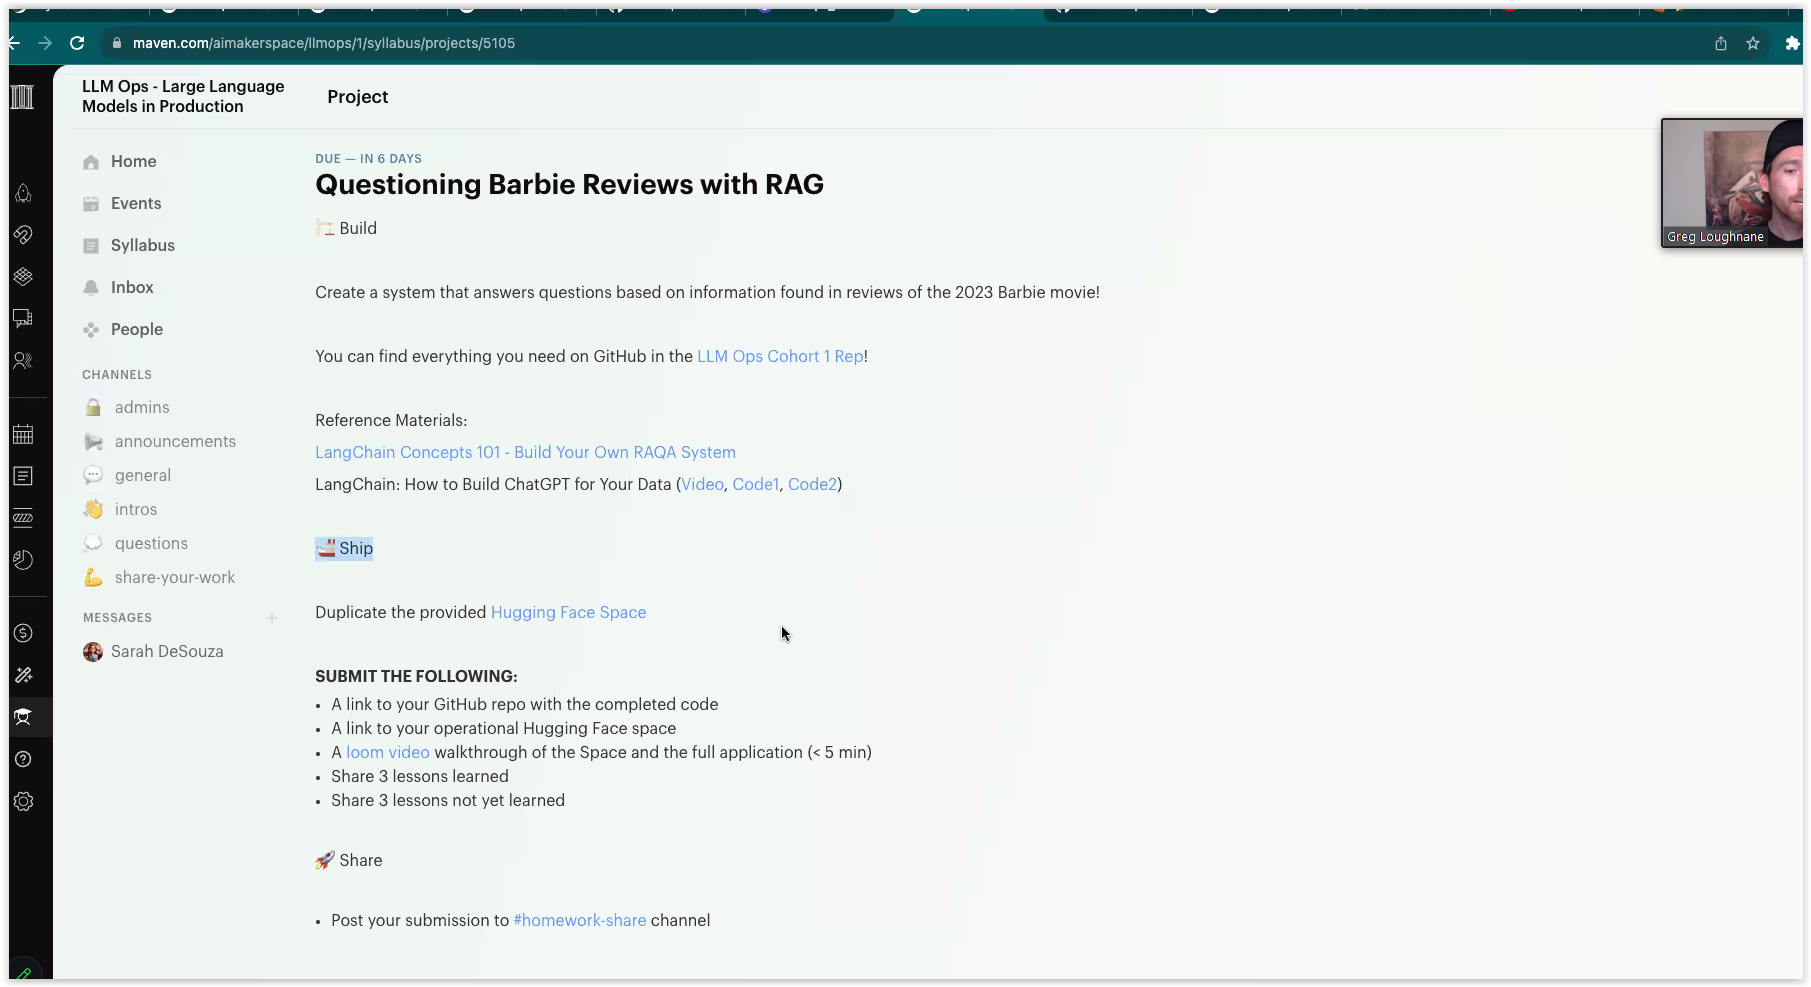 maven.com/aimakerspace/llmops/1/syllabus/projects/5105
LLM Ops - Large Language
Models in Production
Project
Home
Events
Syllabus
Inbox
People
CHANNELS
admins
announcements
general
intros
questions
share-your-work
MESSAGES
Sarah DeSouza
DUE — IN 6 DAYS
Questioning Barbie Reviews with RAG
🏗️ Build
Create a system that answers questions based on information found in reviews of the 2023 Barbie movie!
You can find everything you need on GitHub in the LLM Ops Cohort 1 Rep!
Reference Materials:
LangChain Concepts 101 - Build Your Own RAQA System
LangChain: How to Build ChatGPT for Your Data (Video, Code1, Code2)
🚢 Ship
Duplicate the provided Hugging Face Space
SUBMIT THE FOLLOWING:
• A link to your GitHub repo with the completed code
• A link to your operational Hugging Face space
• A loom video walkthrough of the Space and the full application (< 5 min)
• Share 3 lessons learned
• Share 3 lessons not yet learned
🚀 Share
• Post your submission to #homework-share channel
Greg Loughnane